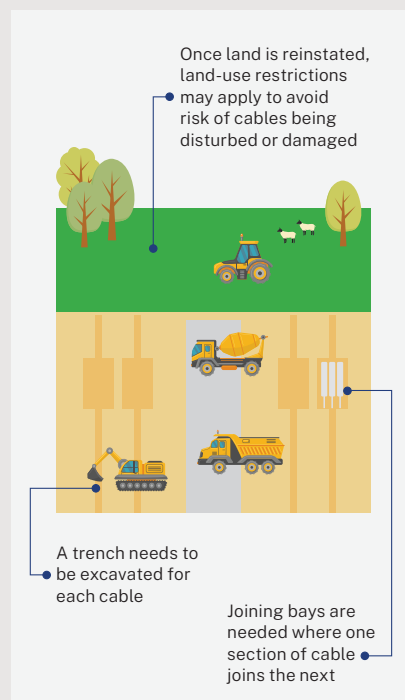 Once land is reinstated,
land-use restrictions
may apply to avoid
risk of cables being
disturbed or damaged
A trench needs to
be excavated for
each cable
Joining bays are
needed where one
section of cable
joins the next